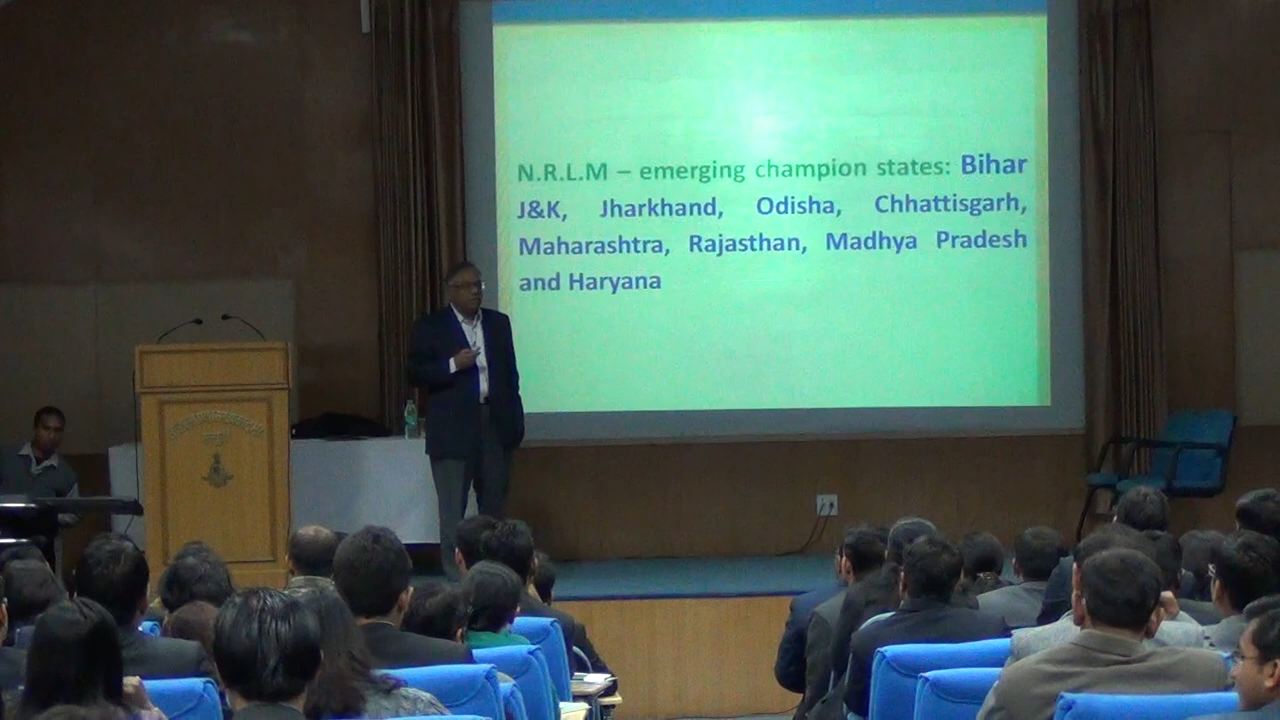 N.R.L.M – emerging champion states: Bihar
J&K, Jharkhand, Odisha, Chhattisgarh,
Maharashtra, Rajasthan, Madhya Pradesh
and Haryana